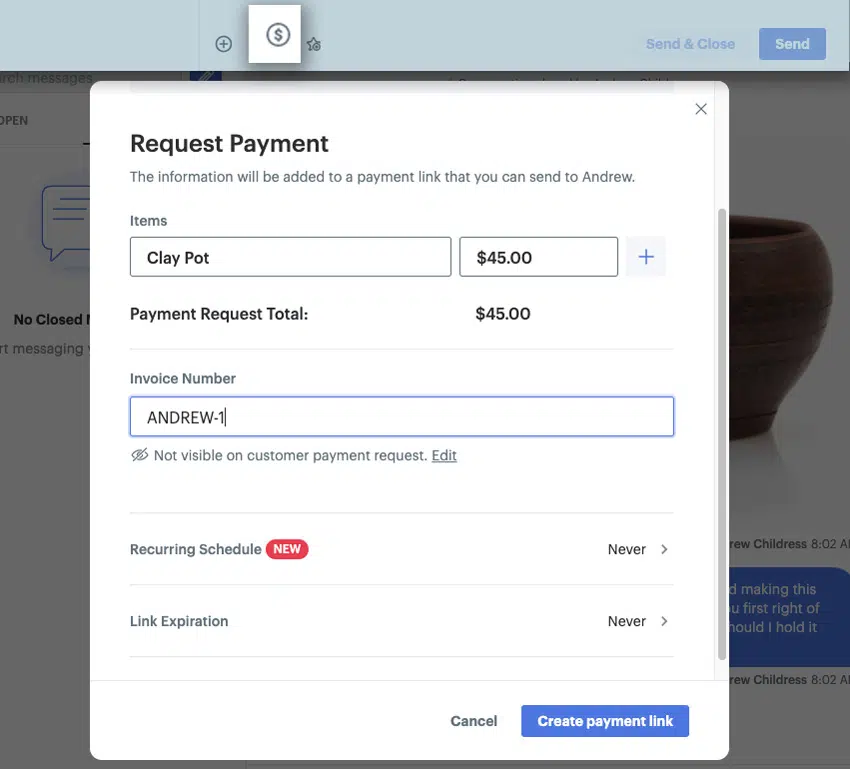 Send & Close
Send
rch messages
OPEN
Request Payment
The information will be added to a payment link that you can send to Andrew.
Items
Clay Pot
$45.00
+
Payment Request Total:
$45.00
Invoice Number
ANDREW-1
Not visible on customer payment request. Edit
No Closed
rt messaging
Recurring Schedule NEW
Never
Link Expiration
Never
rew Childress 8:02 A
d making this
u first right of
hould I hold it
rew Childress 8:02 A
Cancel
Create payment link